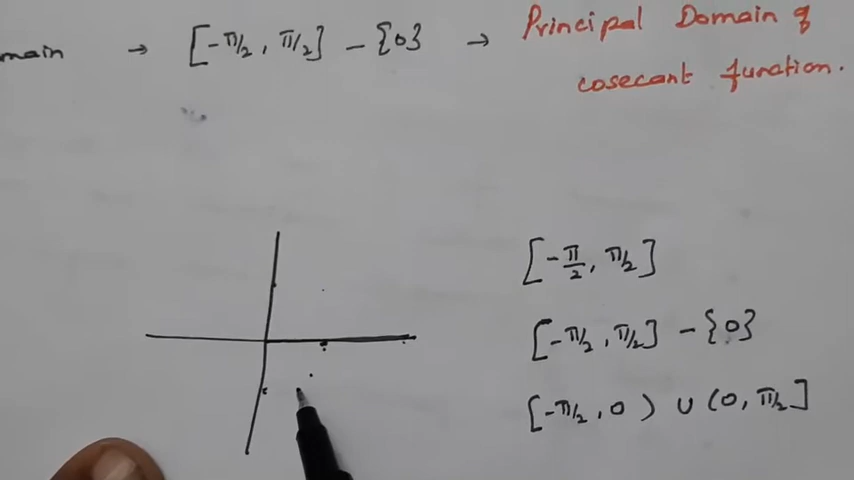 main → [-π/2, π/2] - {0} → Principal Domain of
cosecant function.
[-π/2, π/2]
[-π/2, π/2] - {0}
[-π/2, 0) ∪ (0, π/2]